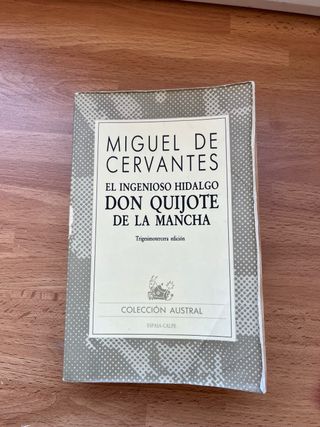 MIGUEL DE
CERVANTES
EL INGENIOSO HIDALGO
DON QUIJOTE
DE LA MANCHA
Trigesimotercera edición
COLECCIÓN AUSTRAL
ESPASA-CALPE